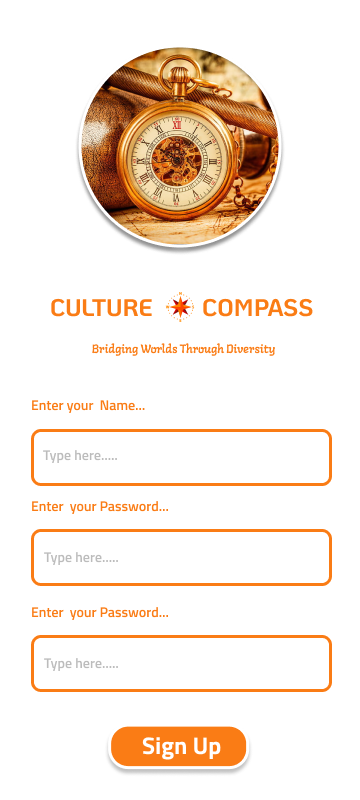 CULTURE COMPASS
Bridging Worlds Through Diversity
Enter your  Name...
Type here.....
Enter  your Password...
Type here.....
Enter  your Password...
Type here.....
Sign Up